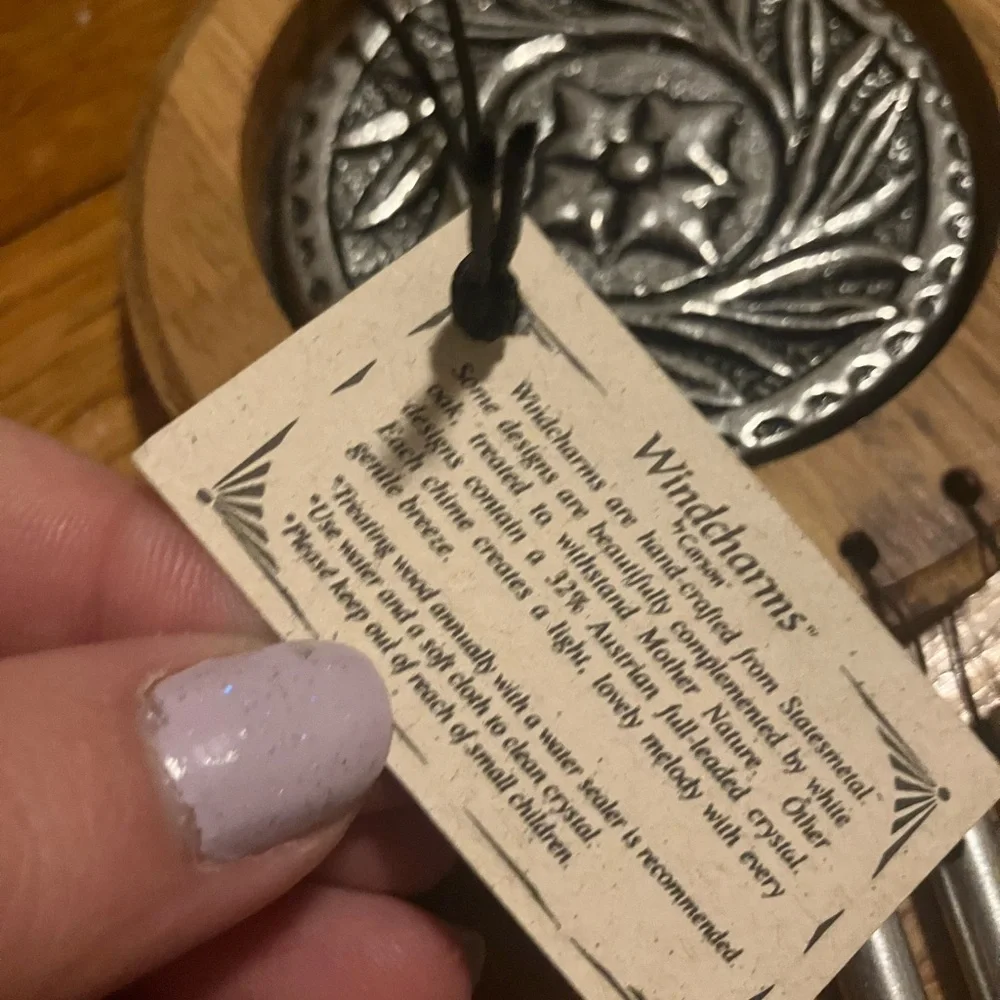 Windcharms™
"Carson"
Windcharms are hand-crafted from Statesmetal.™
Some designs are beautifully complemented by white
oak, treated to withstand Mother Nature. Other
designs contain a 32% Austrian full-leaded crystal.
Each chime creates a light, lovely melody with every
gentle breeze.
*Treating wood annually with a water sealer is recommended.
*Use water and a soft cloth to clean crystal.
*Please keep out of reach of small children.